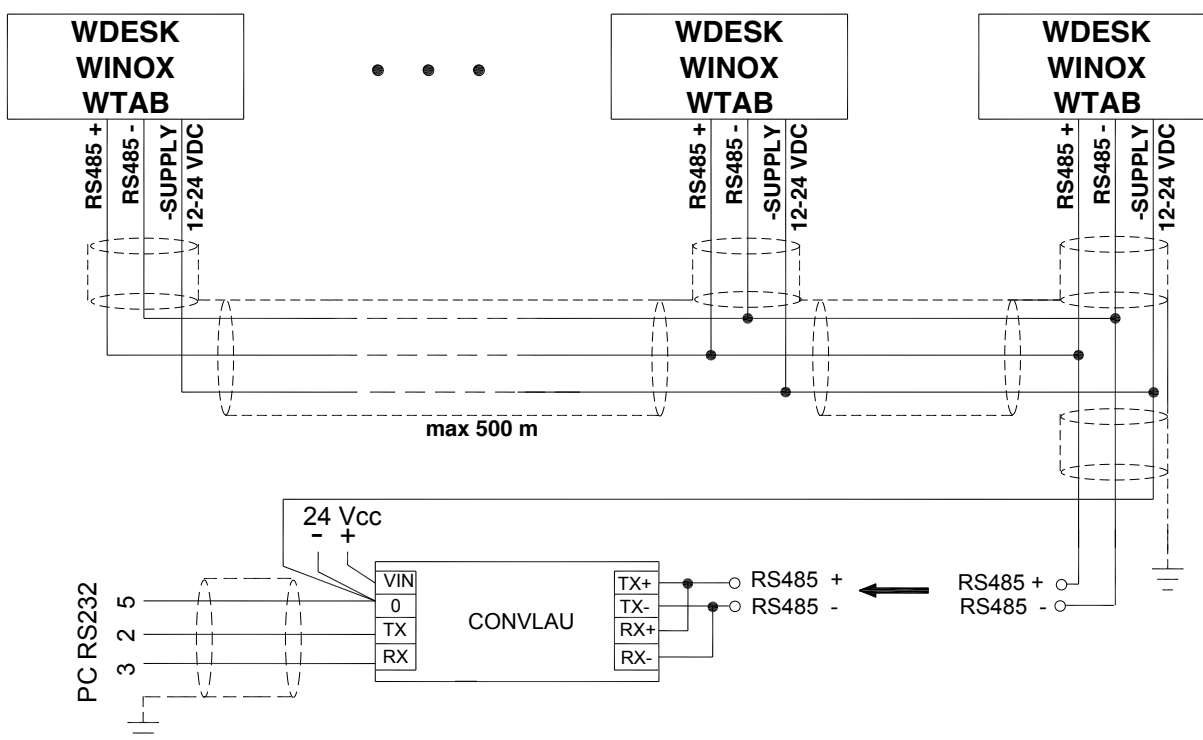 WDESK
WINOX
WTAB
WDESK
WINOX
WTAB
WDESK
WINOX
WTAB
RS485 +
RS485 -
-SUPPLY
12-24 VDC
RS485 +
RS485 -
-SUPPLY
12-24 VDC
RS485 +
RS485 -
-SUPPLY
12-24 VDC
max 500 m
24 Vcc
- +
PC RS232
5
2
3
VIN
0
TX
RX
CONVLAU
TX+
TX-
RX+
RX-
RS485 +
RS485 -
RS485 +
RS485 -